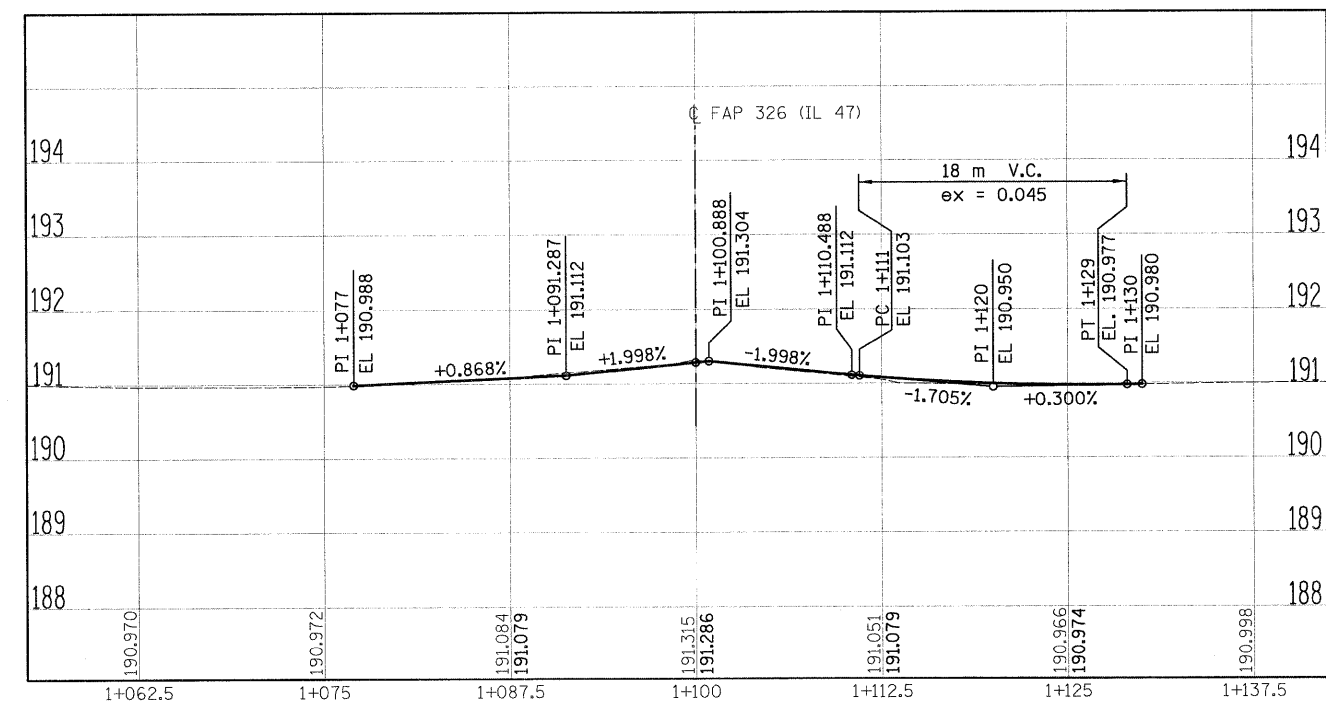 ℄ FAP 326 (IL 47)
194
194
18 m V.C.
ex = 0.045
193
193
PI 1+077
EL 190.988
PI 1+091.287
EL 191.112
PI 1+100.888
EL 191.304
PI 1+110.488
EL 191.112
PC 1+111
EL 191.103
PI 1+120
EL 190.950
PT 1+129
EL. 190.977
PI 1+130
EL 190.980
192
192
+0.868%
+1.998%
-1.998%
-1.705%
+0.300%
191
191
190
190
189
189
188
188
190.970
190.972
191.084
191.079
191.315
191.286
191.051
191.079
190.966
190.974
190.998
1+062.5
1+075
1+087.5
1+100
1+112.5
1+125
1+137.5